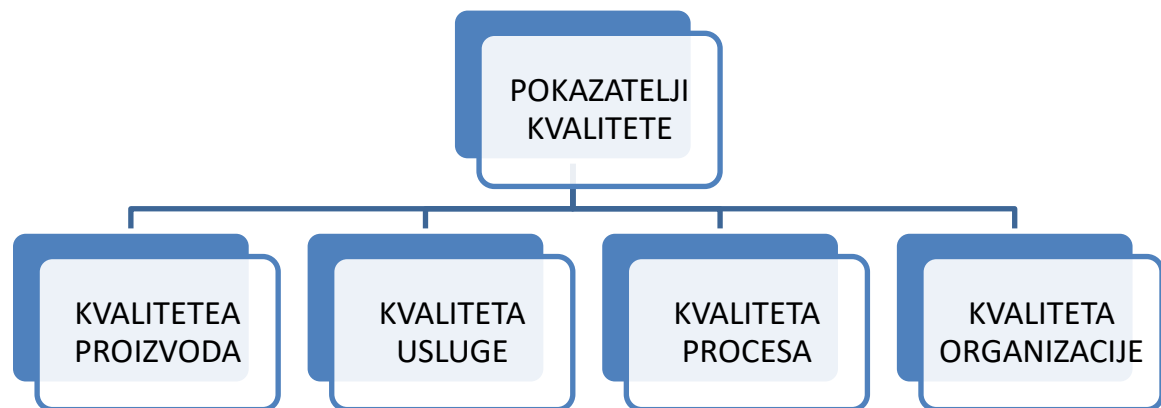 POKAZATELJI
KVALITETE
KVALITETEA
PROIZVODA
KVALITETA
USLUGE
KVALITETA
PROCESA
KVALITETA
ORGANIZACIJE